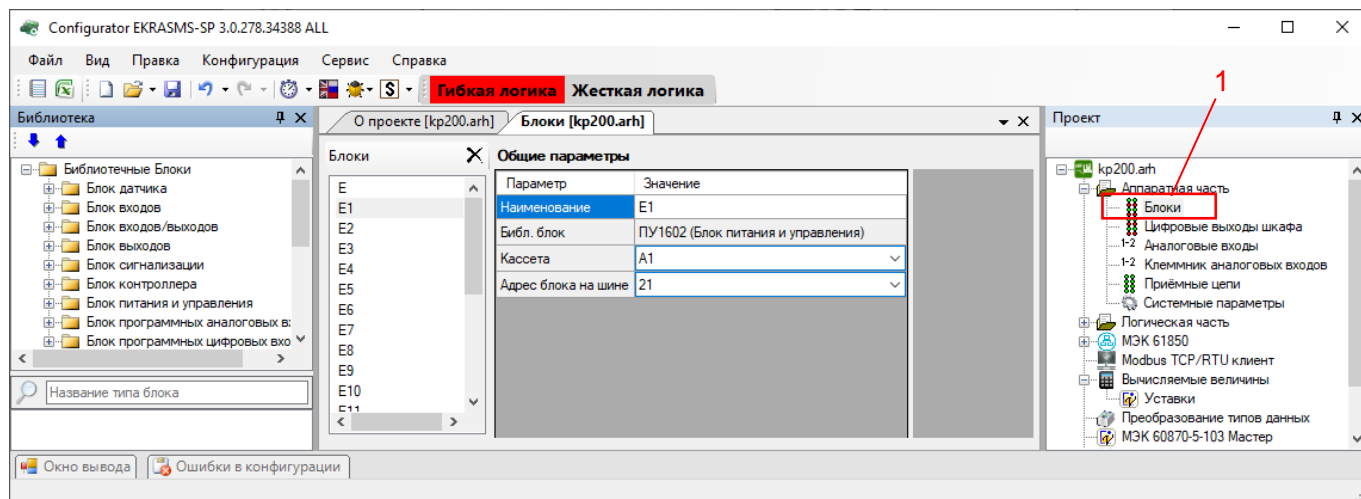 Configurator EKRASMS-SP 3.0.278.34388 ALL
Файл Вид Правка Конфигурация Сервис Справка
Гибкая логика Жесткая логика
1
Библиотека
Библиотечные Блоки
Блок датчика
Блок входов
Блок входов/выходов
Блок выходов
Блок сигнализации
Блок контроллера
Блок питания и управления
Блок программных аналоговых в
Блок программных цифровых вхо
Название типа блока
О проекте [kp200.arh] Блоки [kp200.arh]
Блоки
E
E1
E2
E3
E4
E5
E6
E7
E8
E9
E10
E11
Общие параметры
Параметр Значение
Наименование E1
Библ. блок ПУ1602 (Блок питания и управления)
Кассета A1
Адрес блока на шине 21
Проект
kp200.arh
Аппаратная часть
Блоки
Цифровые выходы шкафа
1-2 Аналоговые входы
1-2 Клеммник аналоговых входов
Приёмные цепи
Системные параметры
Логическая часть
МЭК 61850
Modbus TCP/RTU клиент
Вычисляемые величины
Уставки
Преобразование типов данных
МЭК 60870-5-103 Мастер
Окно вывода Ошибки в конфигурации